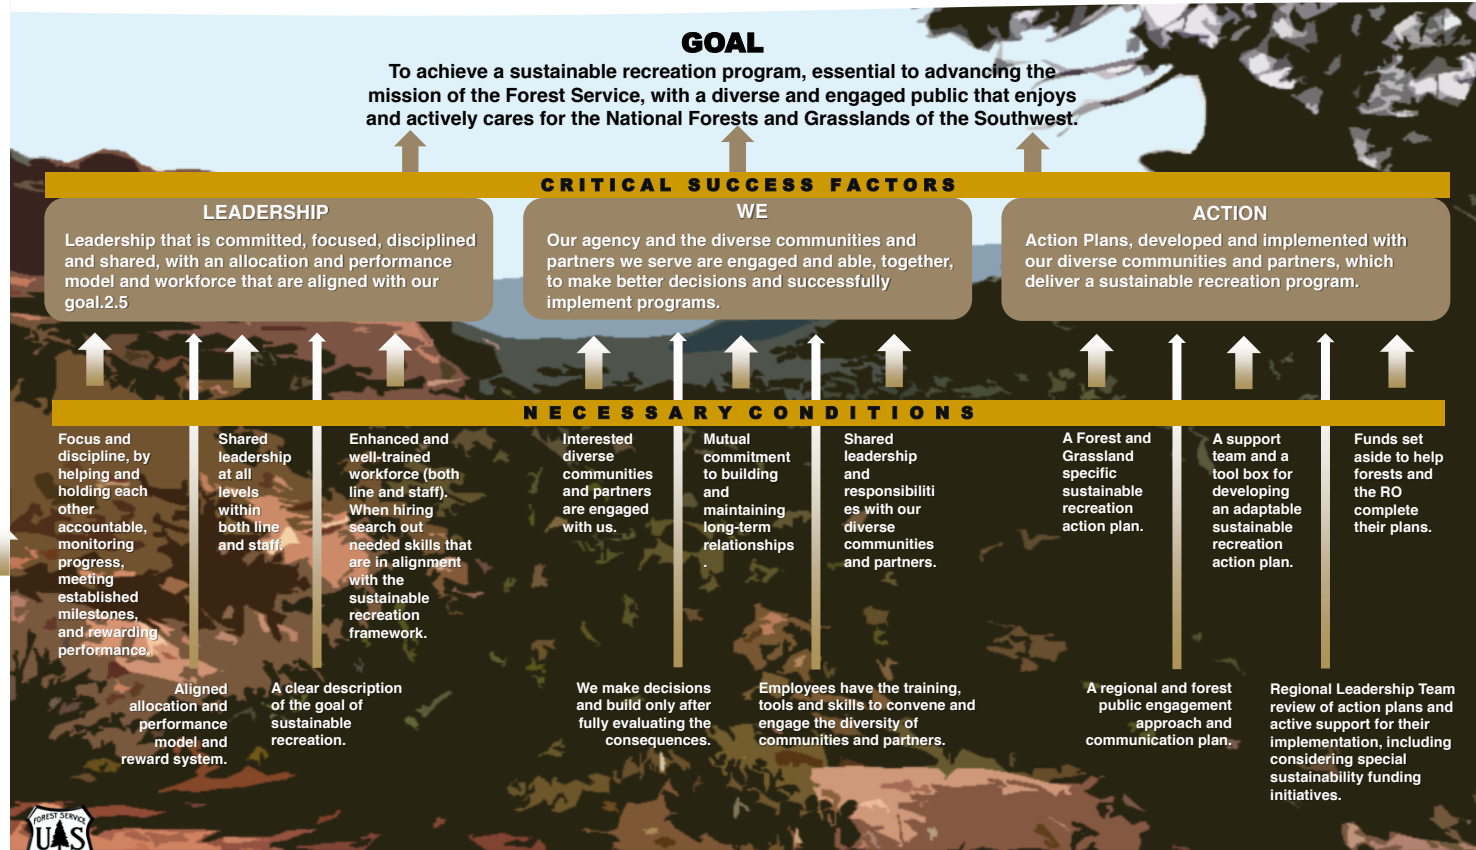 GOAL
To achieve a sustainable recreation program, essential to advancing the
mission of the Forest Service, with a diverse and engaged public that enjoys
and actively cares for the National Forests and Grasslands of the Southwest.
CRITICAL SUCCESS FACTORS
LEADERSHIP
Leadership that is committed, focused, disciplined
and shared, with an allocation and performance
model and workforce that are aligned with our
goal.2.5
WE
Our agency and the diverse communities and
partners we serve are engaged and able, together,
to make better decisions and successfully
implement programs.
ACTION
Action Plans, developed and implemented with
our diverse communities and partners, which
deliver a sustainable recreation program.
NECESSARY CONDITIONS
Focus and
discipline, by
helping and
holding each
other
accountable,
monitoring
progress,
meeting
established
milestones,
and rewarding
performance.
Shared
leadership
at all
levels
within
both line
and staff.
Enhanced and
well-trained
workforce (both
line and staff).
When hiring
search out
needed skills that
are in alignment
with the
sustainable
recreation
framework.
Interested
diverse
communities
and partners
are engaged
with us.
Mutual
commitment
to building
and
maintaining
long-term
relationships
.
Shared
leadership
and
responsibiliti
es with our
diverse
communities
and partners.
A Forest and
Grassland
specific
sustainable
recreation
action plan.
A support
team and a
tool box for
developing
an adaptable
sustainable
recreation
action plan.
Funds set
aside to help
forests and
the RO
complete
their plans.
Aligned
allocation and
performance
model and
reward system.
A clear description
of the goal of
sustainable
recreation.
We make decisions
and build only after
fully evaluating the
consequences.
Employees have the training,
tools and skills to convene and
engage the diversity of
communities and partners.
A regional and forest
public engagement
approach and
communication plan.
Regional Leadership Team
review of action plans and
active support for their
implementation, including
considering special
sustainability funding
initiatives.
FOREST SERVICE
U S